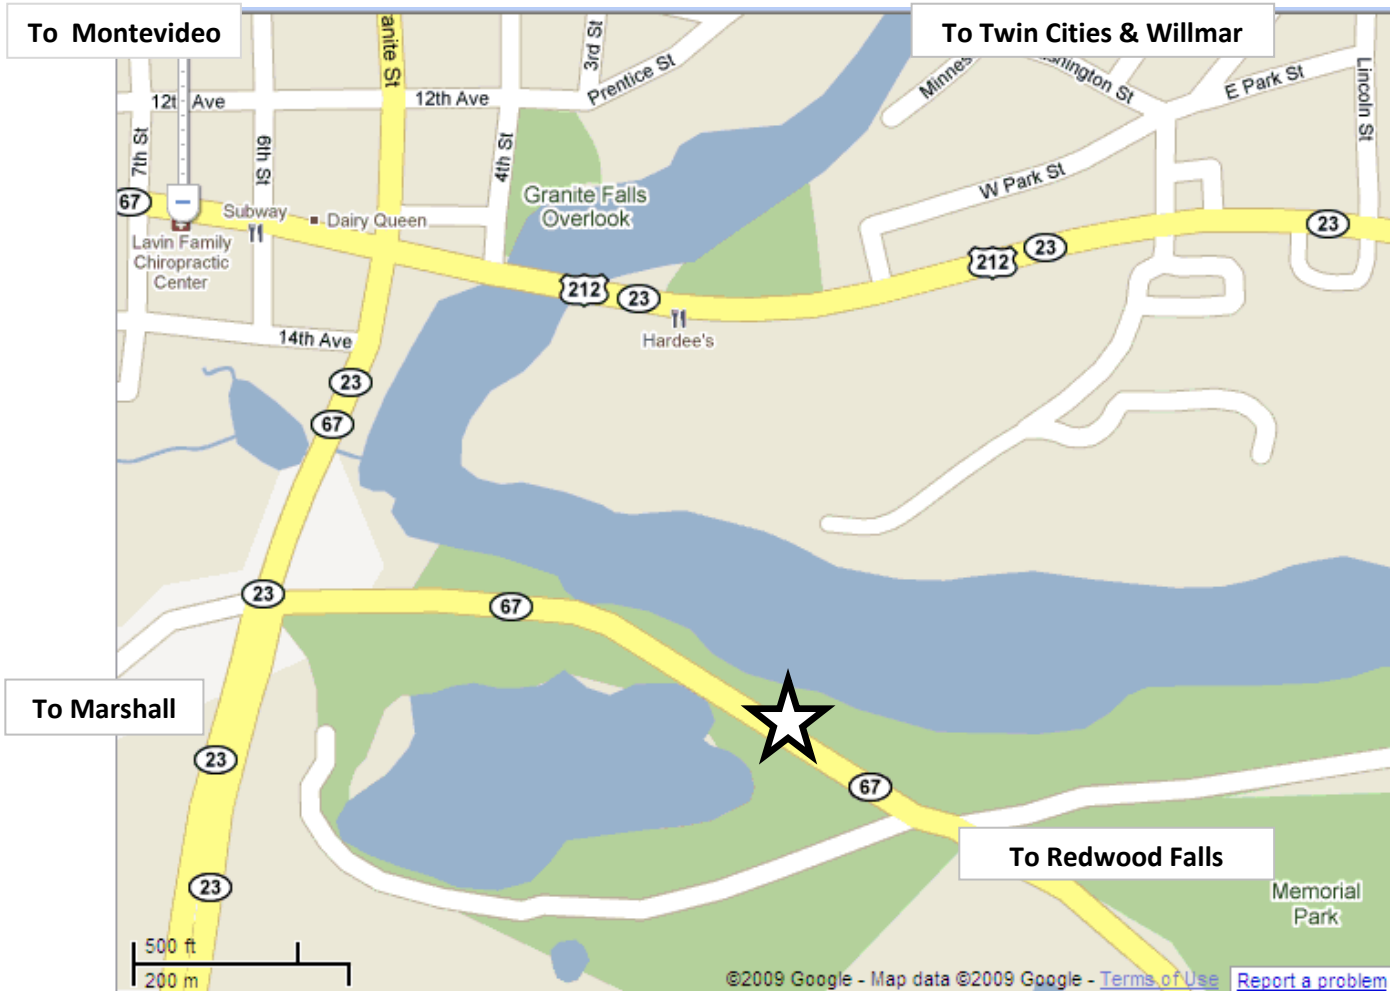 To Montevideo
To Twin Cities & Willmar
anite St
3rd St
Prentice St
12th Ave
12th Ave
7th St
6th St
4th St
Minnes
shington St
E Park St
Lincoln St
W Park St
67
Subway
Dairy Queen
Granite Falls
Overlook
Lavin Family
Chiropractic
Center
212
23
212
23
23
Hardee's
14th Ave
23
67
23
67
To Marshall
23
67
To Redwood Falls
23
Memorial
Park
500 ft
200 m
©2009 Google - Map data ©2009 Google - Terms of Use
Report a problem